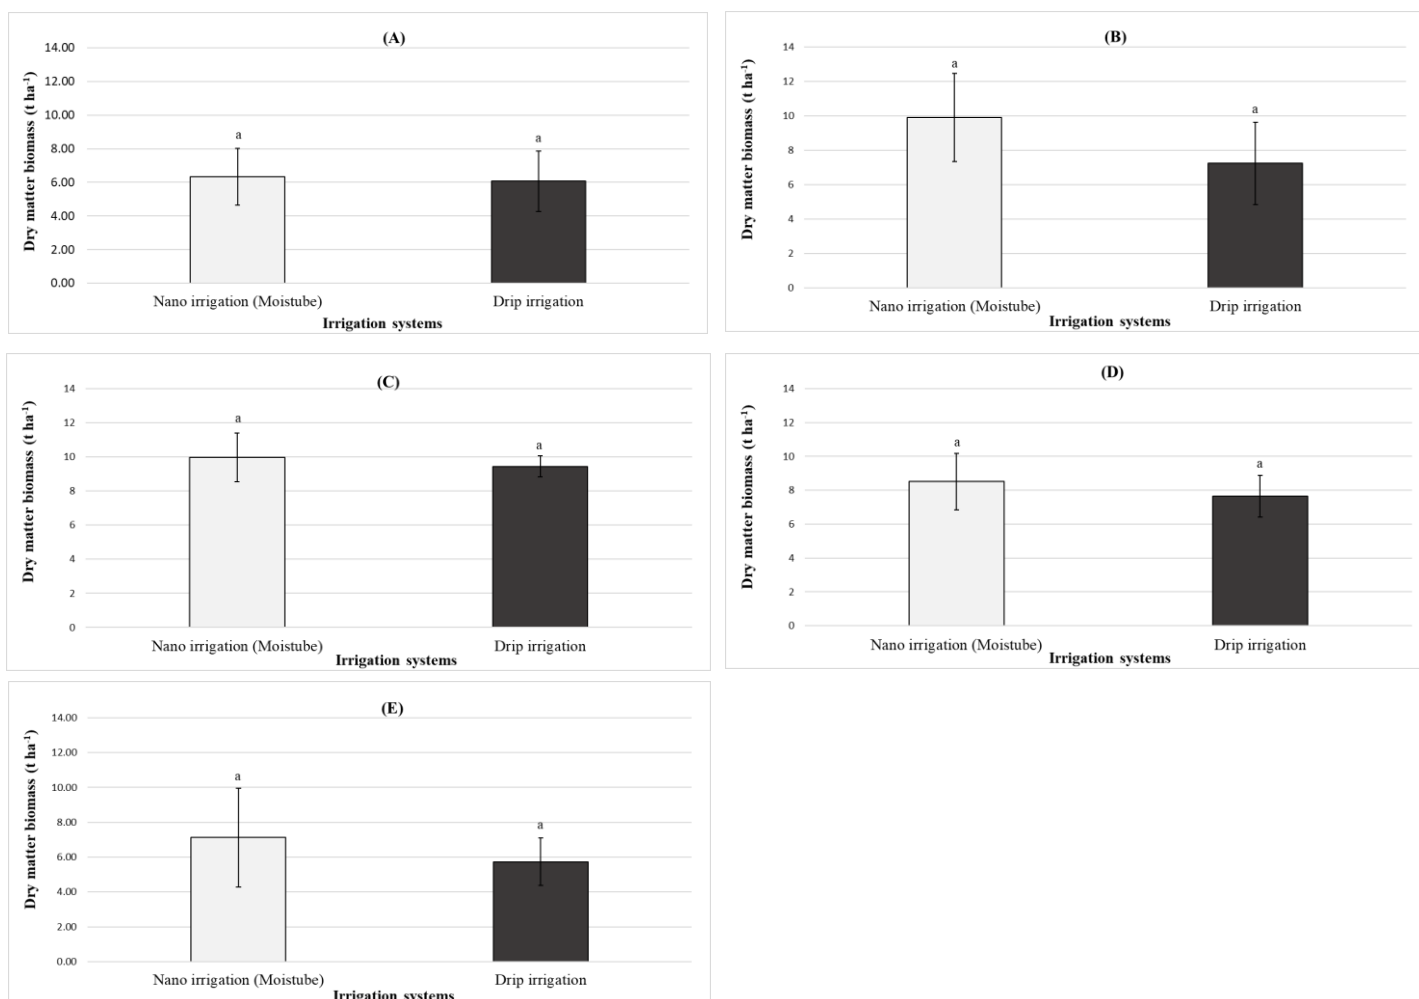 (A)
Dry matter biomass (t ha-1)
14.00
12.00
10.00
8.00
6.00
4.00
2.00
0.00
a
a
Nano irrigation (Moistube)
Drip irrigation
Irrigation systems
(B)
Dry matter biomass (t ha-1)
14
12
10
8
6
4
2
0
a
a
Nano irrigation (Moistube)
Drip irrigation
Irrigation systems
(C)
Dry matter biomass (t ha-1)
14
12
10
8
6
4
2
0
a
a
Nano irrigation (Moistube)
Drip irrigation
Irrigation systems
(D)
Dry matter biomass (t ha-1)
14
12
10
8
6
4
2
0
a
a
Nano irrigation (Moistube)
Drip irrigation
Irrigation systems
(E)
Dry matter biomass (t ha-1)
14.00
12.00
10.00
8.00
6.00
4.00
2.00
0.00
a
a
Nano irrigation (Moistube)
Drip irrigation
Irrigation systems